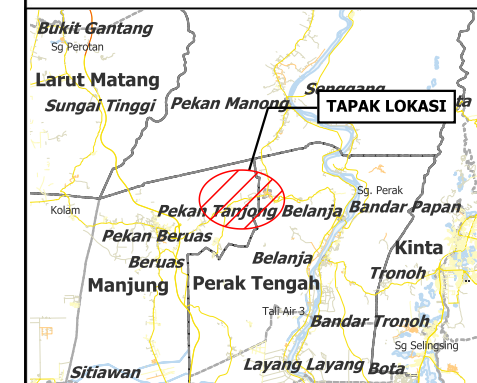 Bukit Gantang
Sg Perotan
Larut Matang
Sungai Tinggi
Pekan Manong
Senggang
TAPAK LOKASI
ta
Kolam
Pekan Tanjong Belanja
Sg. Perak
Bandar Papan
Pekan Beruas
Beruas
Belanja
Kinta
Tronoh
Manjung
Perak Tengah
Tali Air 3
Bandar Tronoh
Sg Selingsing
Sitiawan
Layang Layang
Bota